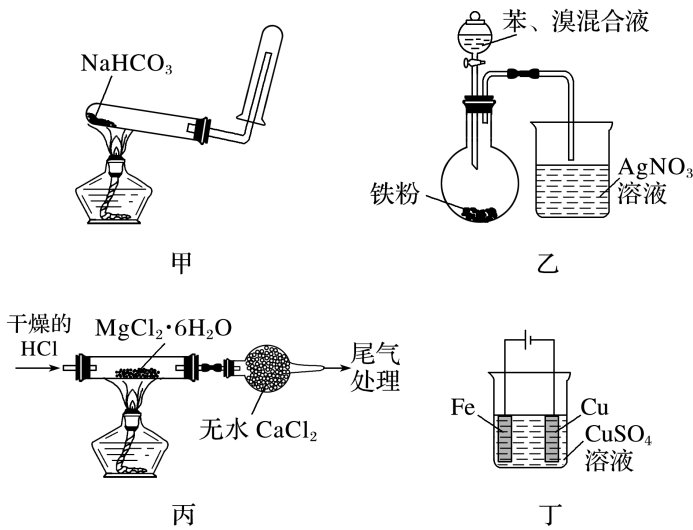 NaHCO₃
甲
苯、溴混合液
铁粉
AgNO₃
溶液
乙
干燥的
HCl
MgCl₂·6H₂O
无水 CaCl₂
尾气
处理
丙
Fe
Cu
CuSO₄
溶液
丁